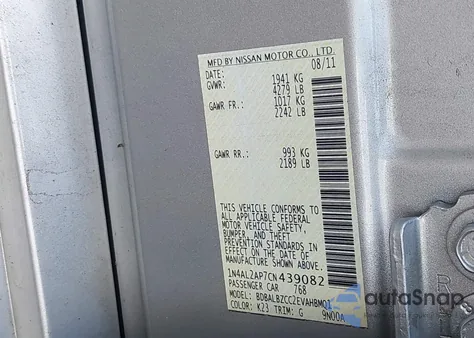 MFD BY NISSAN MOTOR CO., LTD.
DATE: 08/11
GVWR: 1941 KG
4279 LB
GAWR FR.: 1017 KG
2242 LB
GAWR RR.: 993 KG
2189 LB
THIS VEHICLE CONFORMS TO
ALL APPLICABLE FEDERAL
MOTOR VEHICLE SAFETY,
BUMPER, AND THEFT
PREVENTION STANDARDS IN
EFFECT ON THE DATE OF
MANUFACTURE SHOWN ABOVE.
1N4AL2AP7CN439082
PASSENGER CAR 768
MODEL: BDBALBZCCZEVAHBMQ1
COLOR: K23 TRIM: G 9N00A
autoSnap